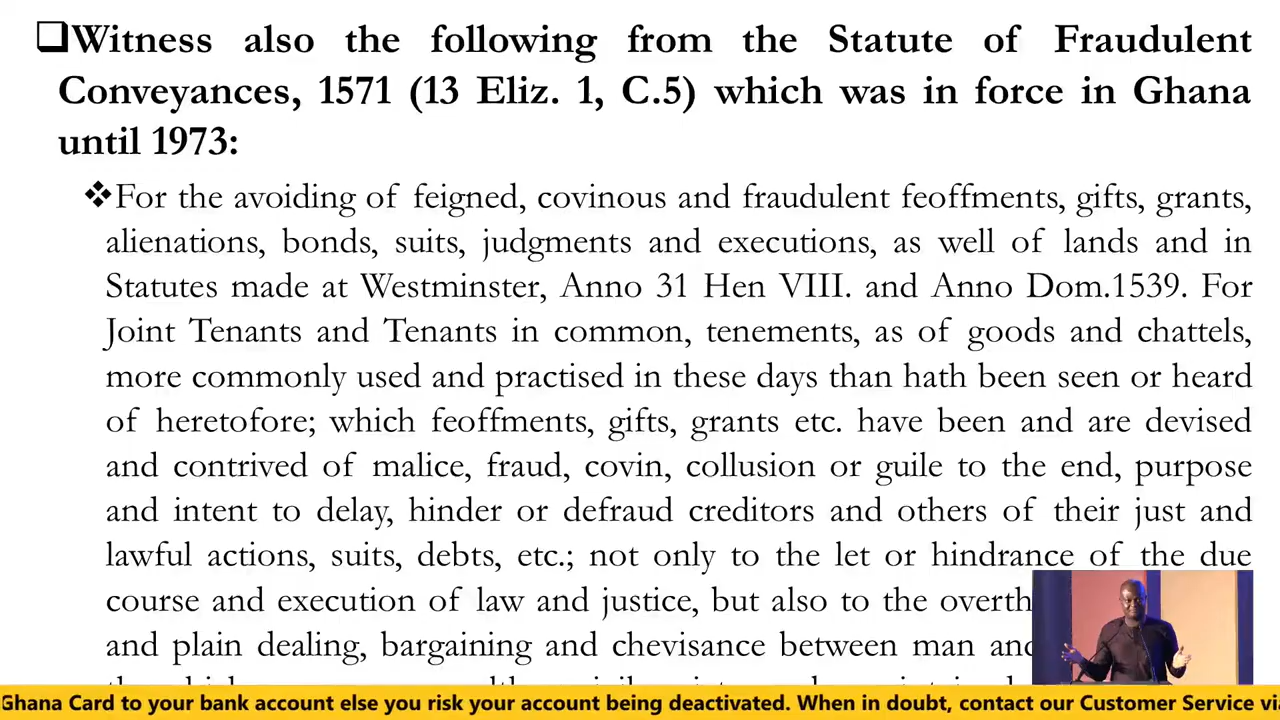 ❑Witness also the following from the Statute of Fraudulent
Conveyances, 1571 (13 Eliz. 1, C.5) which was in force in Ghana
until 1973:
❖For the avoiding of feigned, covinous and fraudulent feoffments, gifts, grants,
alienations, bonds, suits, judgments and executions, as well of lands and in
Statutes made at Westminster, Anno 31 Hen VIII. and Anno Dom.1539. For
Joint Tenants and Tenants in common, tenements, as of goods and chattels,
more commonly used and practised in these days than hath been seen or heard
of heretofore; which feoffments, gifts, grants etc. have been and are devised
and contrived of malice, fraud, covin, collusion or guile to the end, purpose
and intent to delay, hinder or defraud creditors and others of their just and
lawful actions, suits, debts, etc.; not only to the let or hindrance of the due
course and execution of law and justice, but also to the
and plain dealing, bargaining and chevisance between man
Ghana Card to your bank account else you risk your account being deactivated. When in doubt, contact our Customer Service